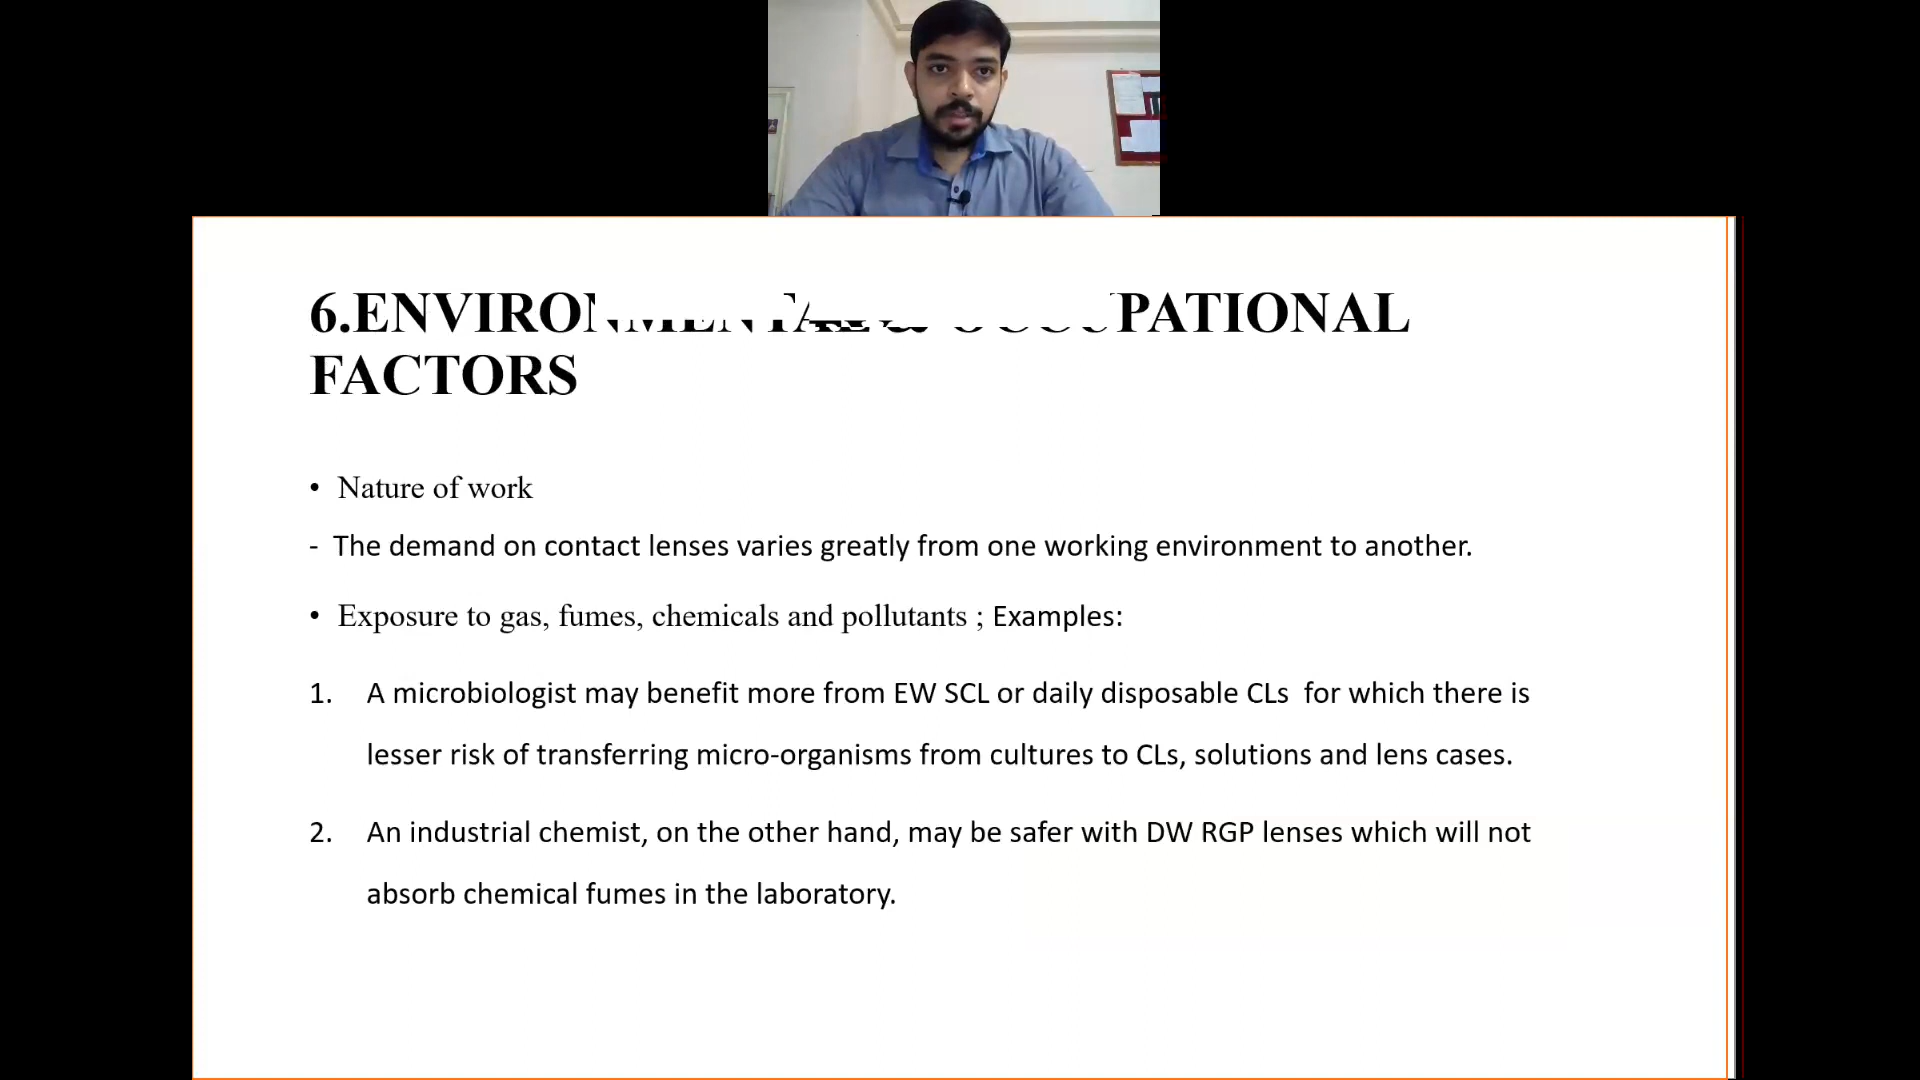 6.ENVIRONMENTAL & OCCUPATIONAL
FACTORS
• Nature of work
- The demand on contact lenses varies greatly from one working environment to another.
• Exposure to gas, fumes, chemicals and pollutants ; Examples:
1. A microbiologist may benefit more from EW SCL or daily disposable CLs for which there is
lesser risk of transferring micro-organisms from cultures to CLs, solutions and lens cases.
2. An industrial chemist, on the other hand, may be safer with DW RGP lenses which will not
absorb chemical fumes in the laboratory.